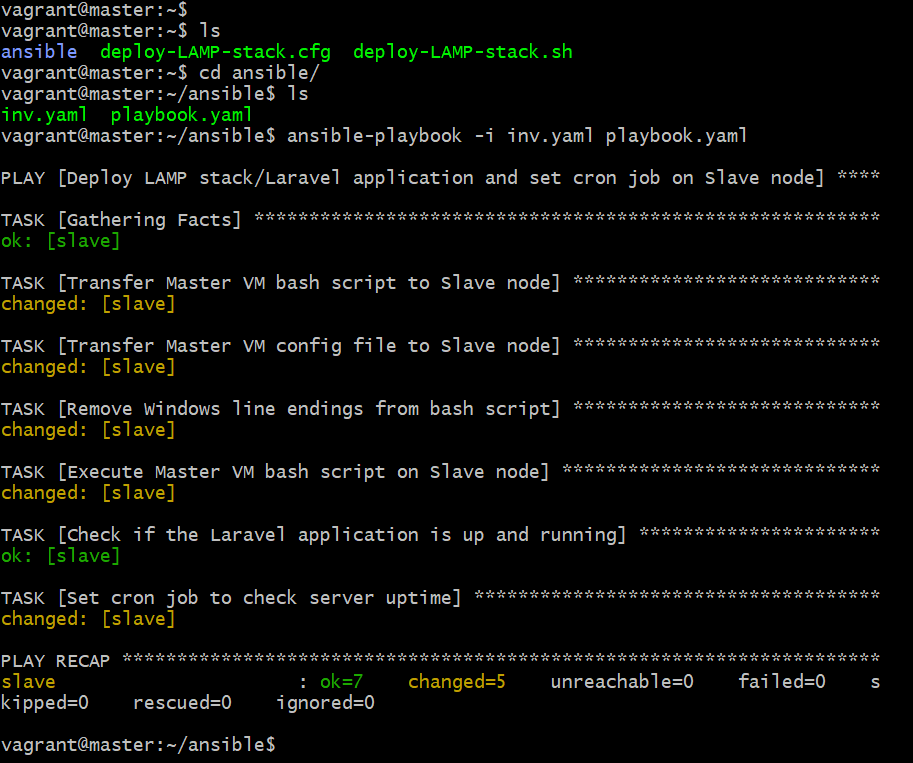 vagrant@master:~$
vagrant@master:~$ ls
ansible  deploy-LAMP-stack.cfg  deploy-LAMP-stack.sh
vagrant@master:~$ cd ansible/
vagrant@master:~/ansible$ ls
inv.yaml  playbook.yaml
vagrant@master:~/ansible$ ansible-playbook -i inv.yaml playbook.yaml

PLAY [Deploy LAMP stack/Laravel application and set cron job on Slave node] ****

TASK [Gathering Facts] *********************************************************
ok: [slave]

TASK [Transfer Master VM bash script to Slave node] ****************************
changed: [slave]

TASK [Transfer Master VM config file to Slave node] ****************************
changed: [slave]

TASK [Remove Windows line endings from bash script] ****************************
changed: [slave]

TASK [Execute Master VM bash script on Slave node] *****************************
changed: [slave]

TASK [Check if the Laravel application is up and running] **********************
ok: [slave]

TASK [Set cron job to check server uptime] *************************************
changed: [slave]

PLAY RECAP *********************************************************************
slave                      : ok=7    changed=5    unreachable=0    failed=0    s
kipped=0    rescued=0    ignored=0

vagrant@master:~/ansible$